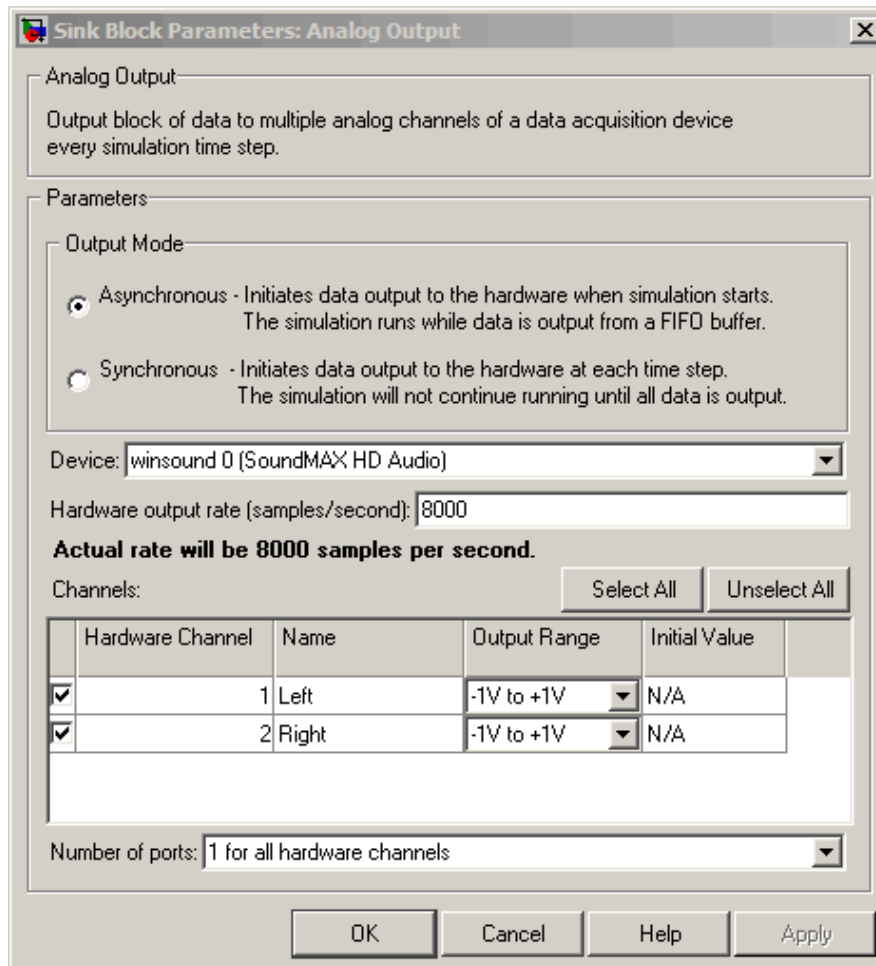 Sink Block Parameters: Analog Output
Analog Output
Output block of data to multiple analog channels of a data acquisition device
every simulation time step.
Parameters
Output Mode
Asynchronous - Initiates data output to the hardware when simulation starts.
The simulation runs while data is output from a FIFO buffer.
Synchronous - Initiates data output to the hardware at each time step.
The simulation will not continue running until all data is output.
Device: winsound 0 (SoundMAX HD Audio)
Hardware output rate (samples/second): 8000
Actual rate will be 8000 samples per second.
Channels: Select All Unselect All
Hardware Channel Name Output Range Initial Value
1 Left -1V to +1V N/A
2 Right -1V to +1V N/A
Number of ports: 1 for all hardware channels
OK Cancel Help Apply